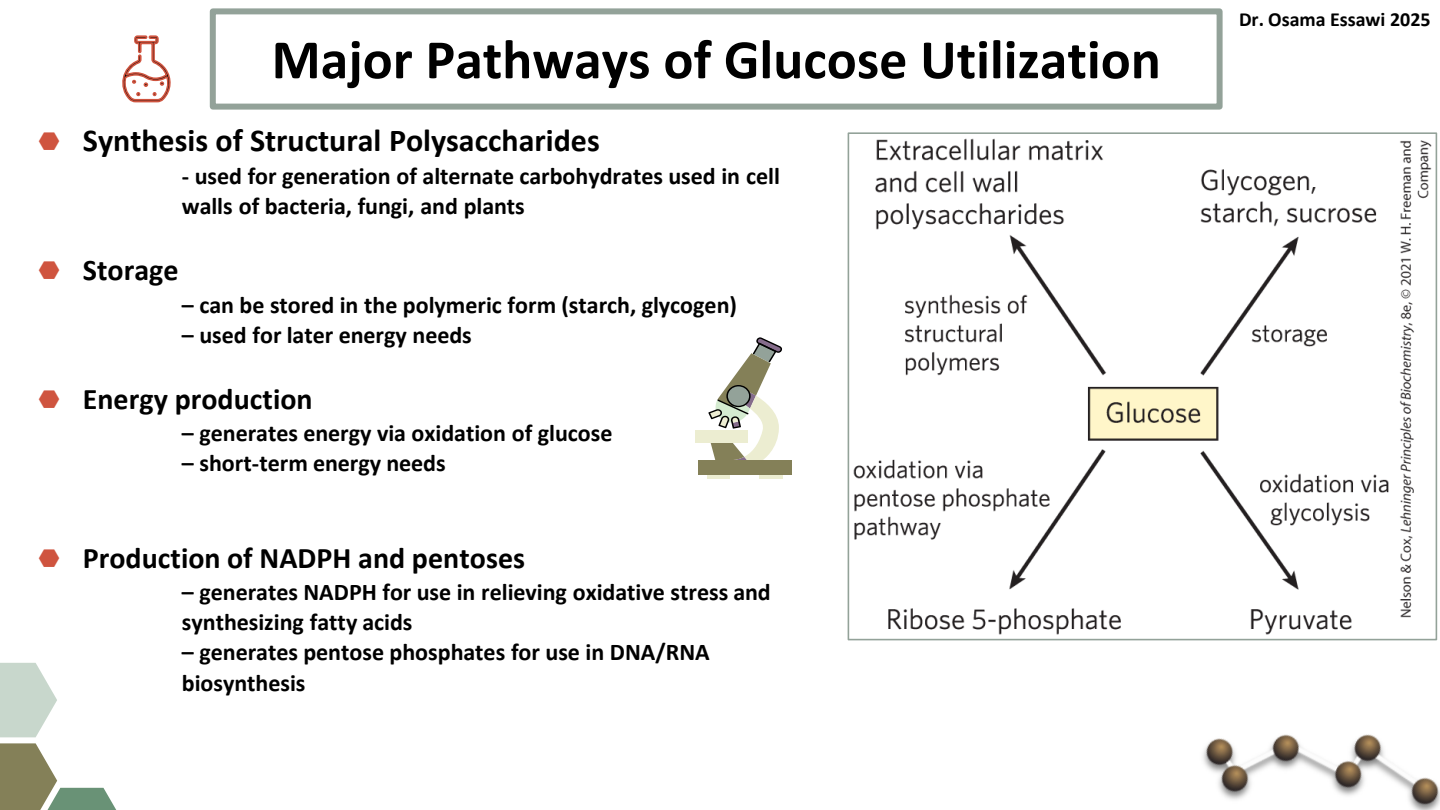 Dr. Osama Essawi 2025
Major Pathways of Glucose Utilization
Synthesis of Structural Polysaccharides
- used for generation of alternate carbohydrates used in cell
walls of bacteria, fungi, and plants
Storage
– can be stored in the polymeric form (starch, glycogen)
– used for later energy needs
Energy production
– generates energy via oxidation of glucose
– short-term energy needs
Production of NADPH and pentoses
– generates NADPH for use in relieving oxidative stress and
synthesizing fatty acids
– generates pentose phosphates for use in DNA/RNA
biosynthesis
Extracellular matrix
and cell wall
polysaccharides
Glycogen,
starch, sucrose
synthesis of
structural
polymers
storage
Glucose
oxidation via
pentose phosphate
pathway
oxidation via
glycolysis
Ribose 5-phosphate
Pyruvate
Nelson & Cox, Lehninger Principles of Biochemistry, 8e, © 2021 W. H. Freeman and
Company